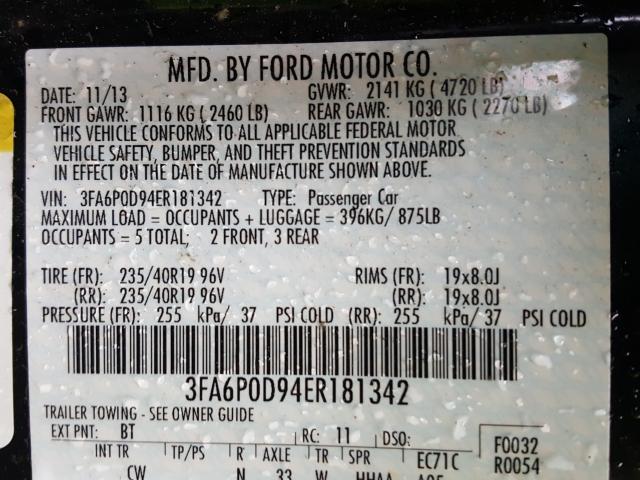 MFD. BY FORD MOTOR CO.
DATE: 11/13 GVWR: 2141 KG ( 4720 LB)
FRONT GAWR: 1116 KG ( 2460 LB) REAR GAWR: 1030 KG ( 2270 LB)
THIS VEHICLE CONFORMS TO ALL APPLICABLE FEDERAL MOTOR
VEHICLE SAFETY, BUMPER, AND THEFT PREVENTION STANDARDS
IN EFFECT ON THE DATE OF MANUFACTURE SHOWN ABOVE.
VIN: 3FA6P0D94ER181342 TYPE: Passenger Car
MAXIMUM LOAD = OCCUPANTS + LUGGAGE = 396KG/ 875LB
OCCUPANTS = 5 TOTAL; 2 FRONT, 3 REAR
TIRE (FR): 235/40R19 96V RIMS (FR): 19x8.0J
(RR): 235/40R19 96V (RR): 19x8.0J
PRESSURE (FR): 255 kPa/ 37 PSI COLD (RR): 255 kPa/ 37 PSI COLD
3FA6P0D94ER181342
TRAILER TOWING - SEE OWNER GUIDE
EXT PNT: BT RC: 11 DSO: F0032
INT TR TP/PS R AXLE TR SPR EC71C R0054
CW N 33 W HHAA